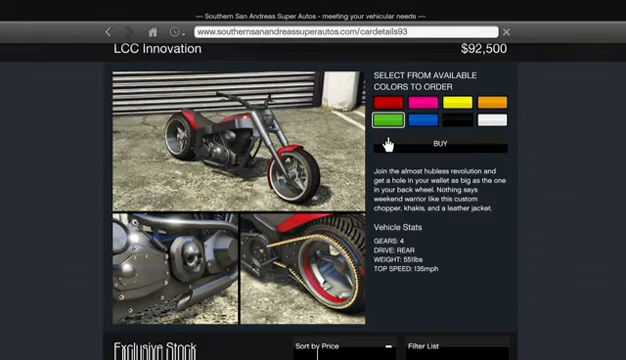 --- Southern San Andreas Super Autos - meeting your vehicular needs ---
www.southernsanandreassuperautos.com/cardetails93
LCC Innovation
$92,500
SELECT FROM AVAILABLE
COLORS TO ORDER
BUY
Join the almost hubless revolution and
get a hole in your wallet as big as the one
in your back wheel. Nothing says
weekend warrior like this custom
chopper, khakis, and a leather jacket.
Vehicle Stats
GEARS: 4
DRIVE: REAR
WEIGHT: 551lbs
TOP SPEED: 135mph
Exclusive Stock
Sort by Price
Filter List